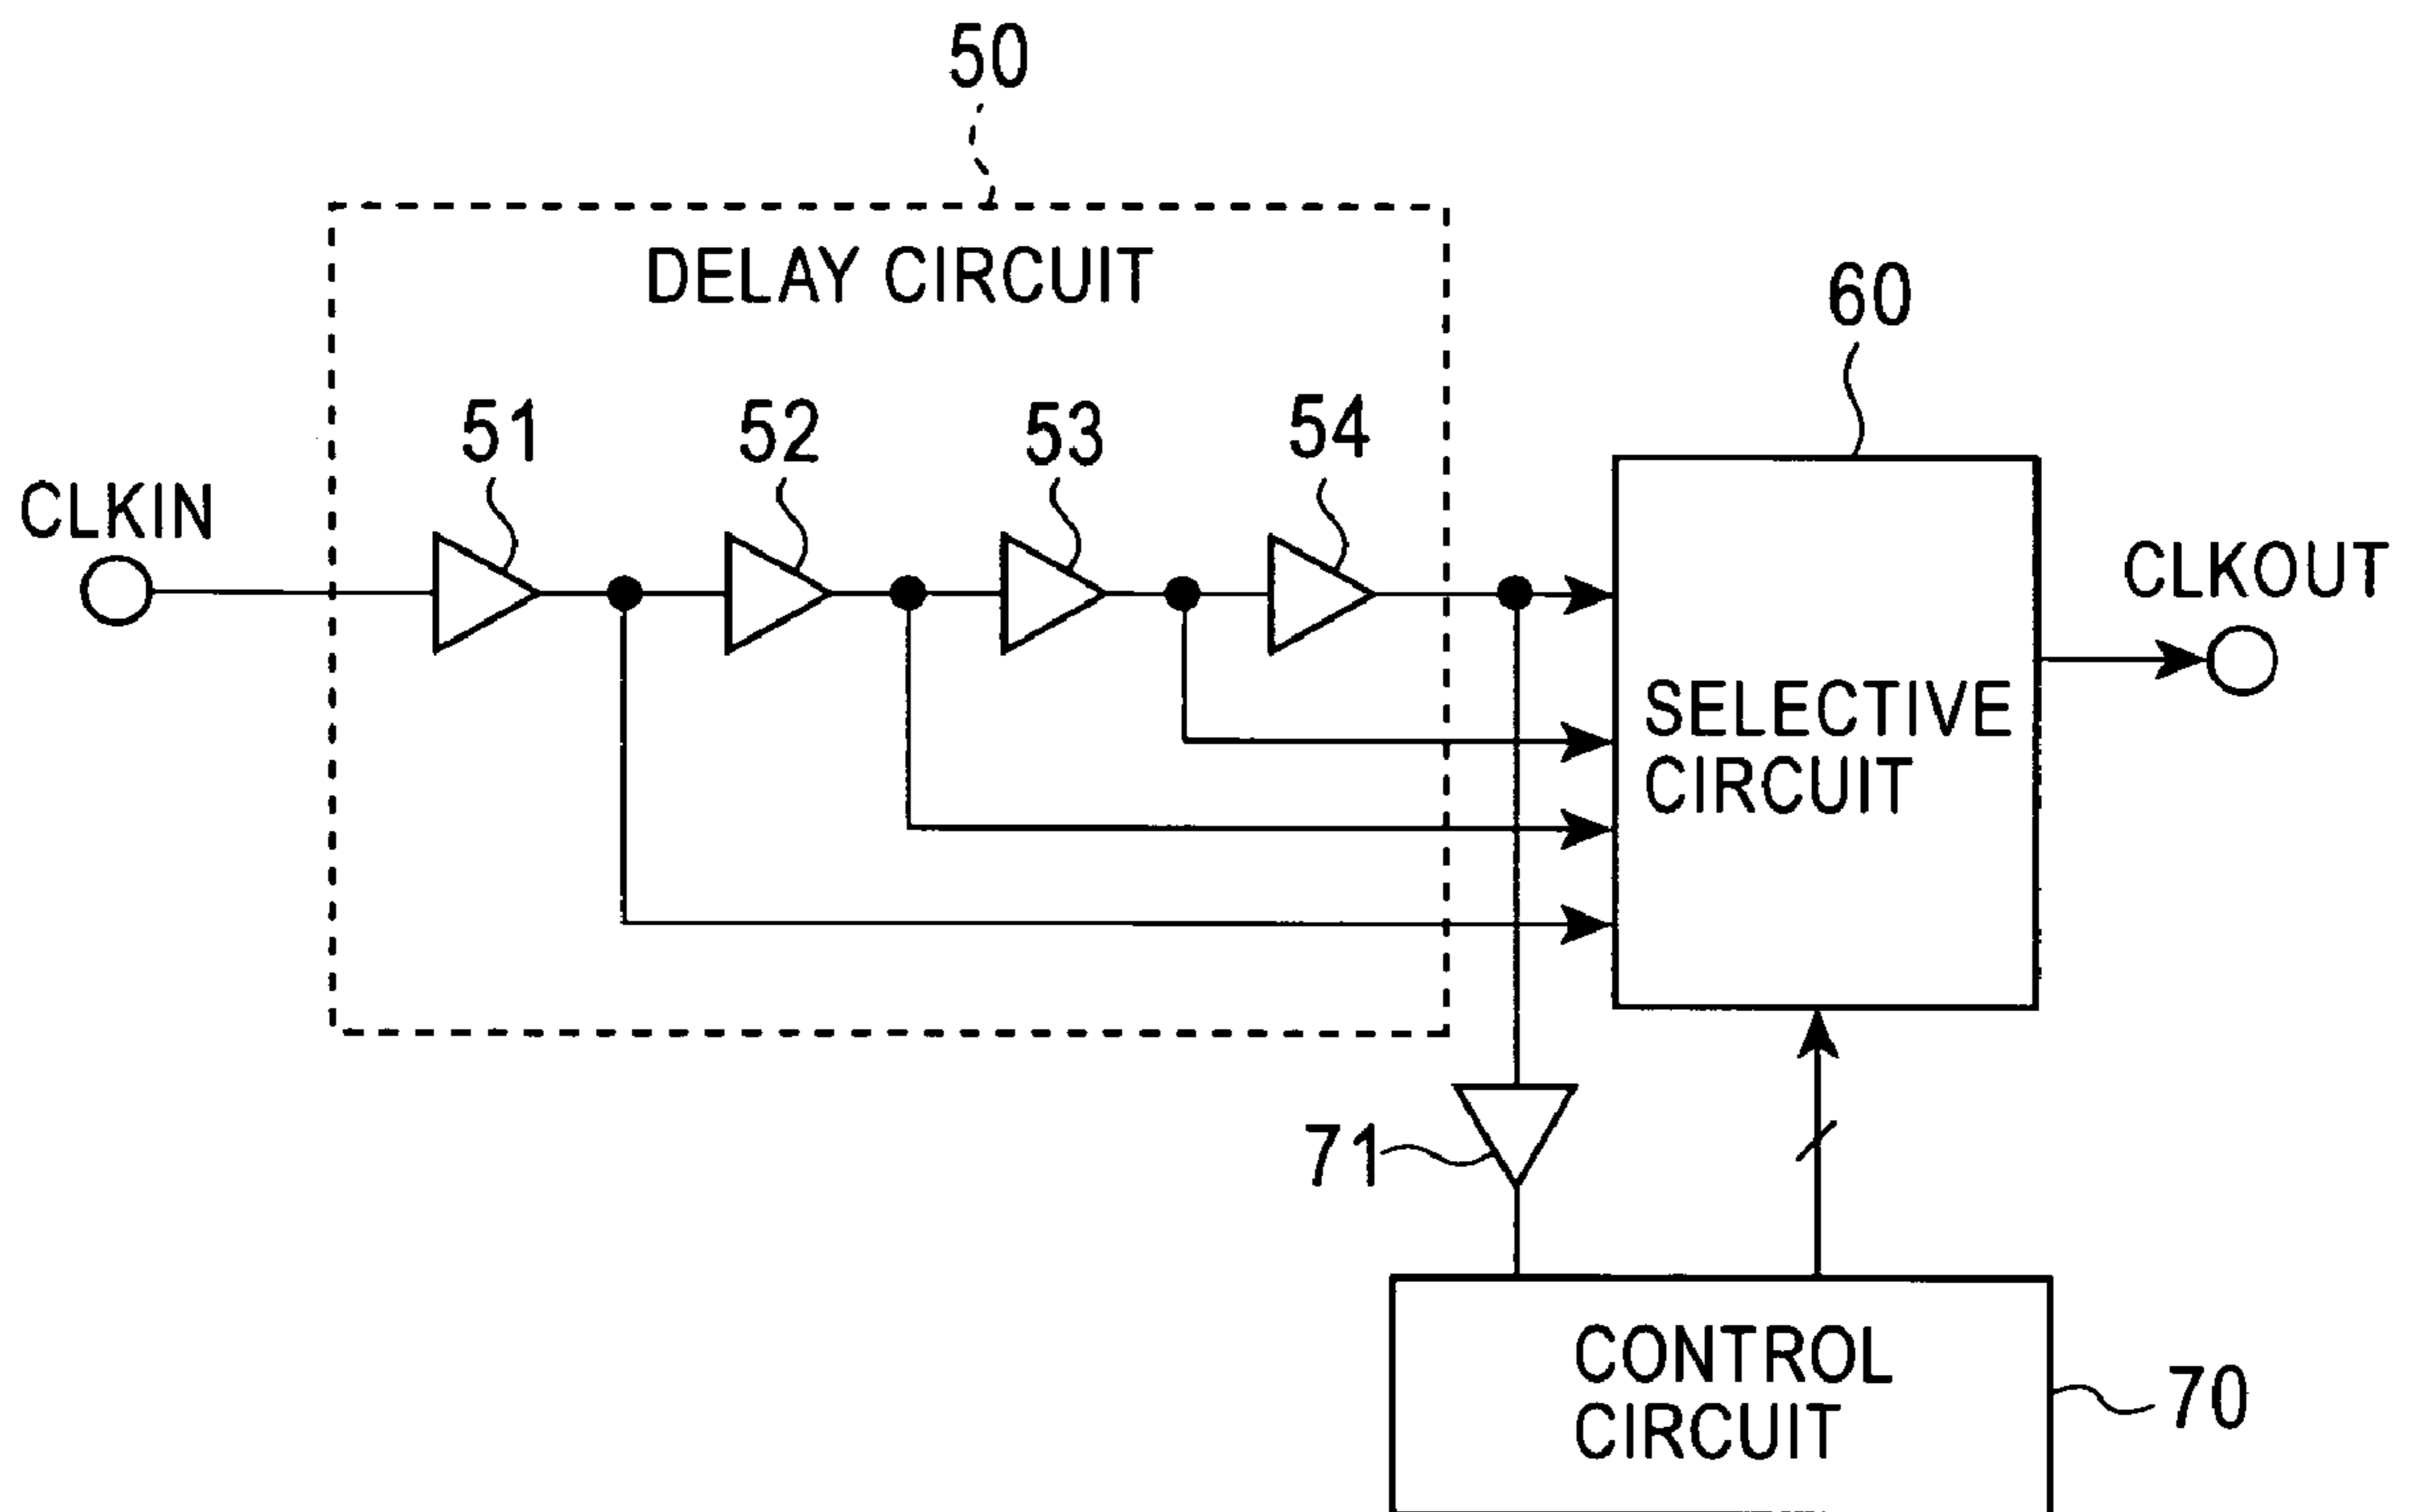 50
DELAY CIRCUIT
60
51
52
53
54
CLKIN
CLKOUT
SELECTIVE
CIRCUIT
71
CONTROL
CIRCUIT
70